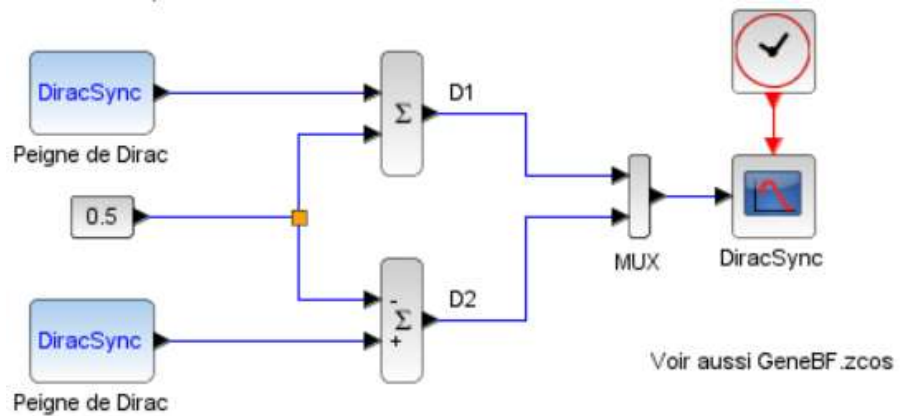 DiracSync
Peigne de Dirac
Σ
D1
0.5
MUX
DiracSync
- Σ
+
D2
DiracSync
Peigne de Dirac
Voir aussi GeneBF.zcos